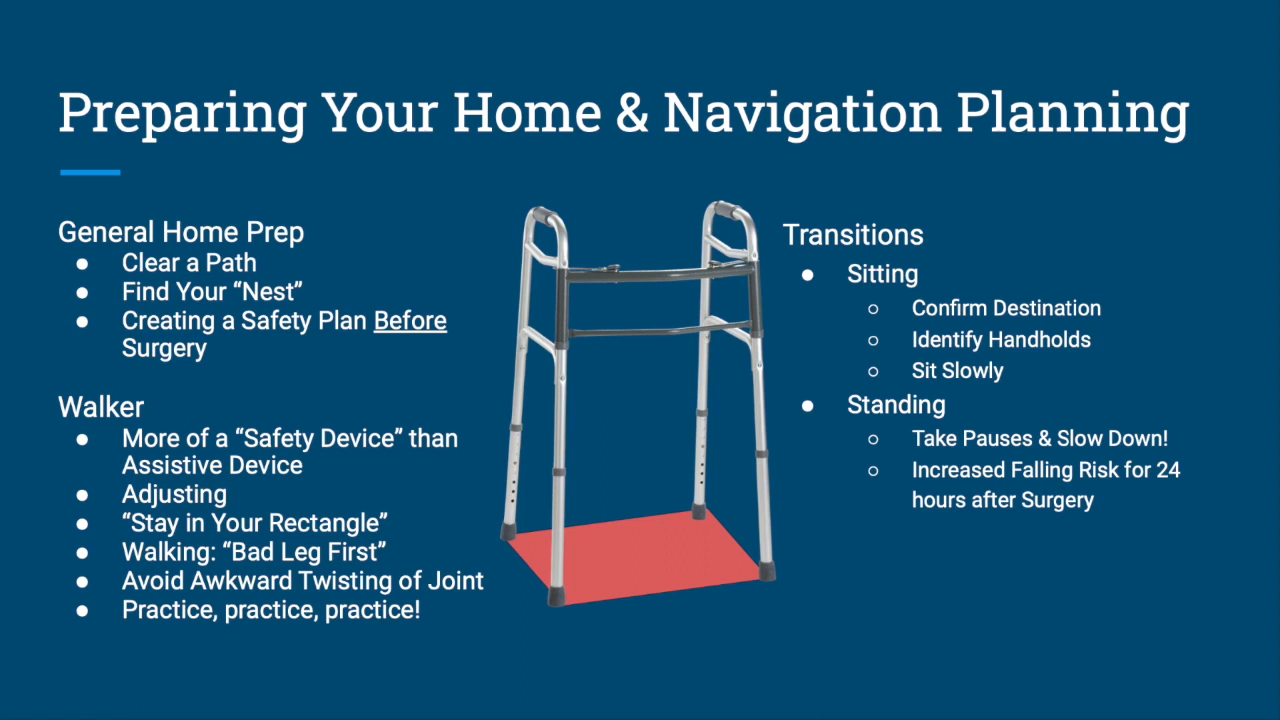 Preparing Your Home & Navigation Planning
General Home Prep
● Clear a Path
● Find Your “Nest”
● Creating a Safety Plan Before
Surgery
Walker
● More of a “Safety Device” than
Assistive Device
● Adjusting
● “Stay in Your Rectangle”
● Walking: “Bad Leg First”
● Avoid Awkward Twisting of Joint
● Practice, practice, practice!
Transitions
● Sitting
○ Confirm Destination
○ Identify Handholds
○ Sit Slowly
● Standing
○ Take Pauses & Slow Down!
○ Increased Falling Risk for 24
hours after Surgery